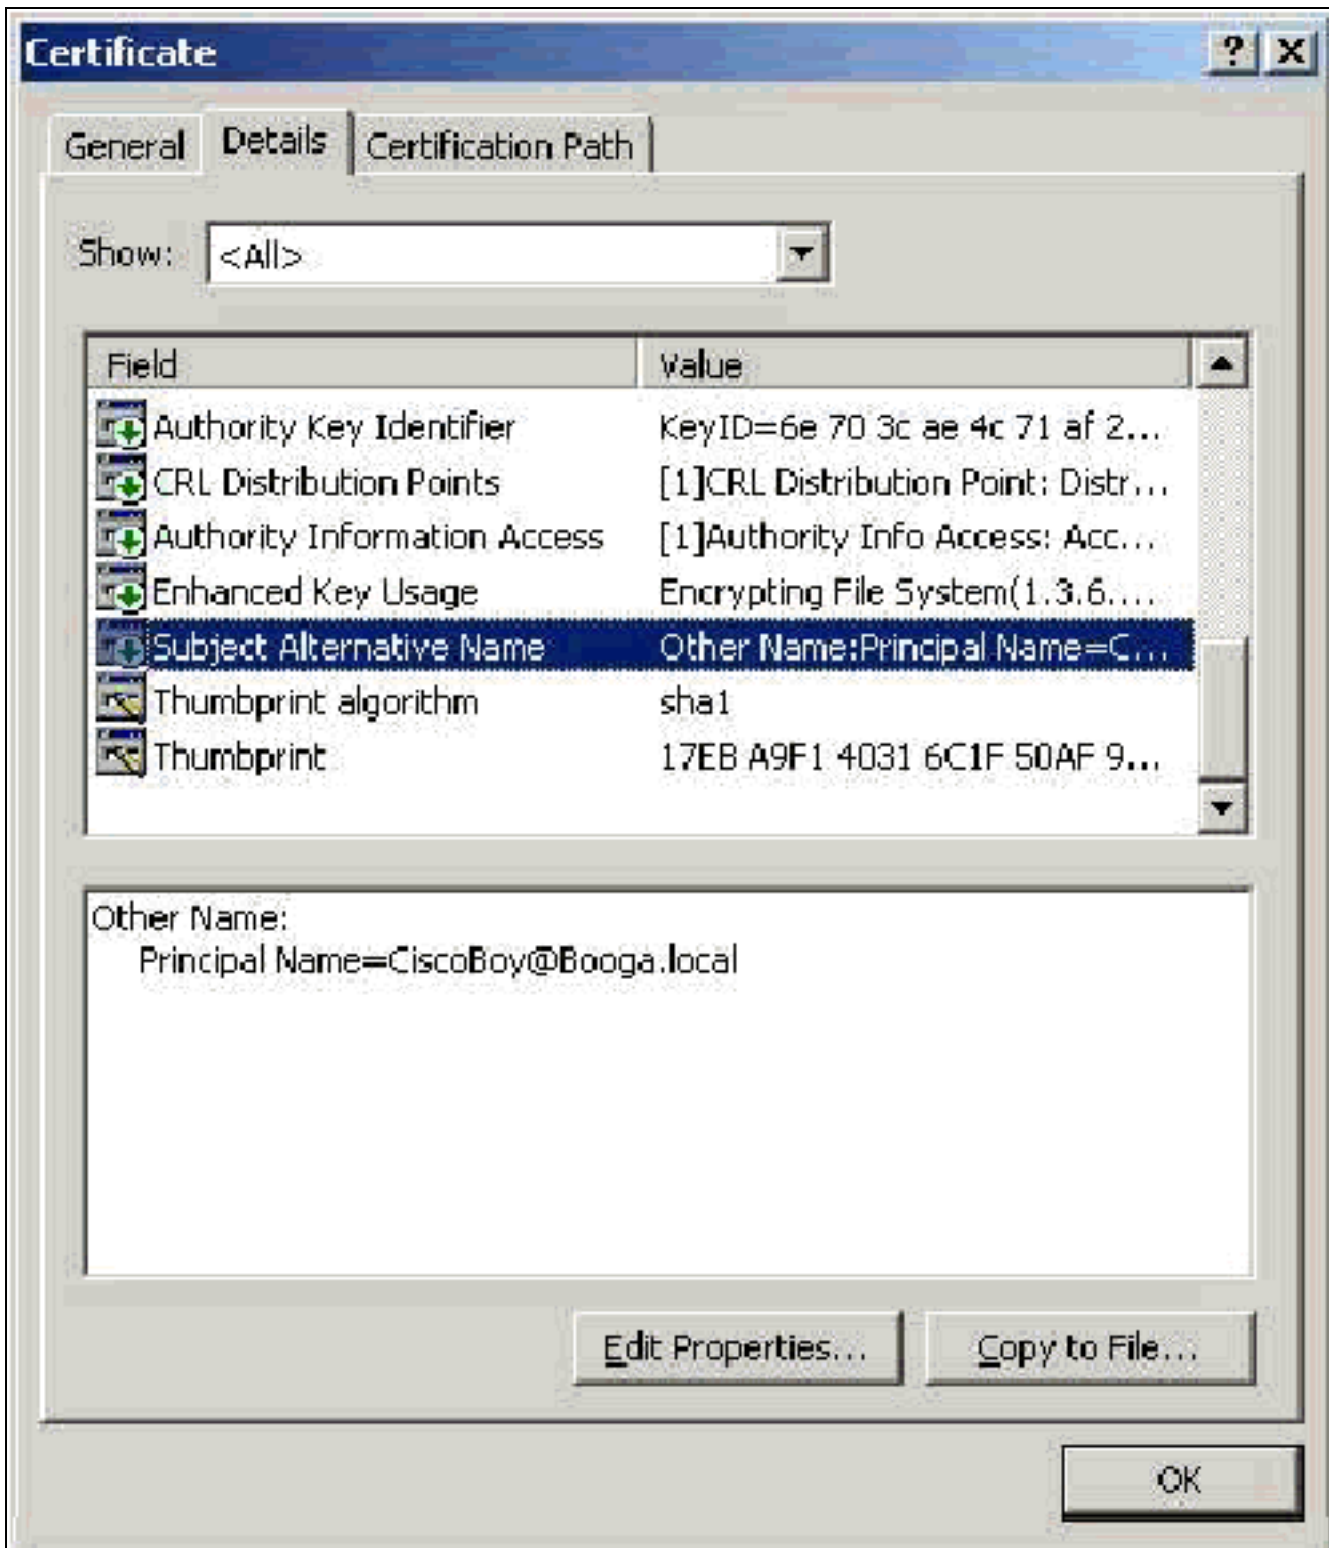 Certificate
General Details Certification Path
Show: <All>
Field Value
Authority Key Identifier KeyID=6e 70 3c ae 4c 71 af 2...
CRL Distribution Points [1]CRL Distribution Point: Distr...
Authority Information Access [1]Authority Info Access: Acc...
Enhanced Key Usage Encrypting File System(1.3.6....
Subject Alternative Name Other Name:Principal Name=C...
Thumbprint algorithm sha1
Thumbprint 17EB A9F1 4031 6C1F 50AF 9...
Other Name:
Principal Name=CiscoBoy@Booga.local
Edit Properties... Copy to File...
OK